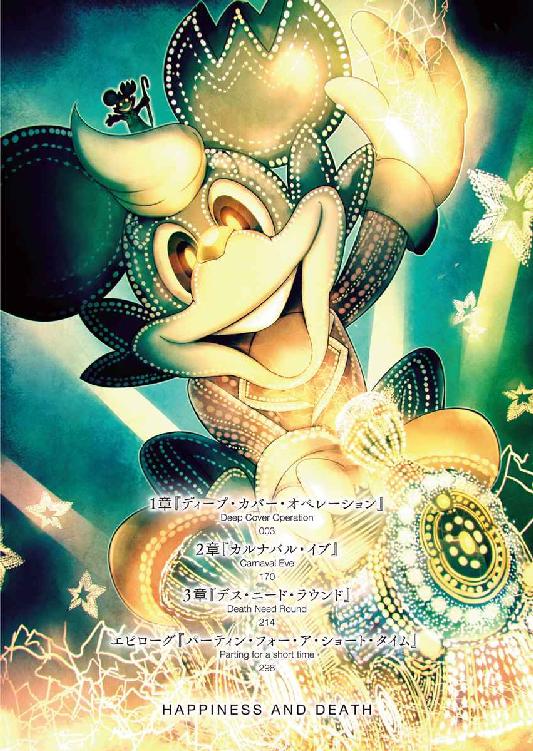 1章『ディープ・カバー・オペレーション』
Deep Cover Operation
003
2章『カルナバル・イブ』
Carnaval Eve
170
3章『デス・ニード・ラウンド』
Death Need Round
214
エピローグ『パーティン・フォー・ア・ショート・タイム』
Parting for a short time
298
HAPPINESS AND DEATH